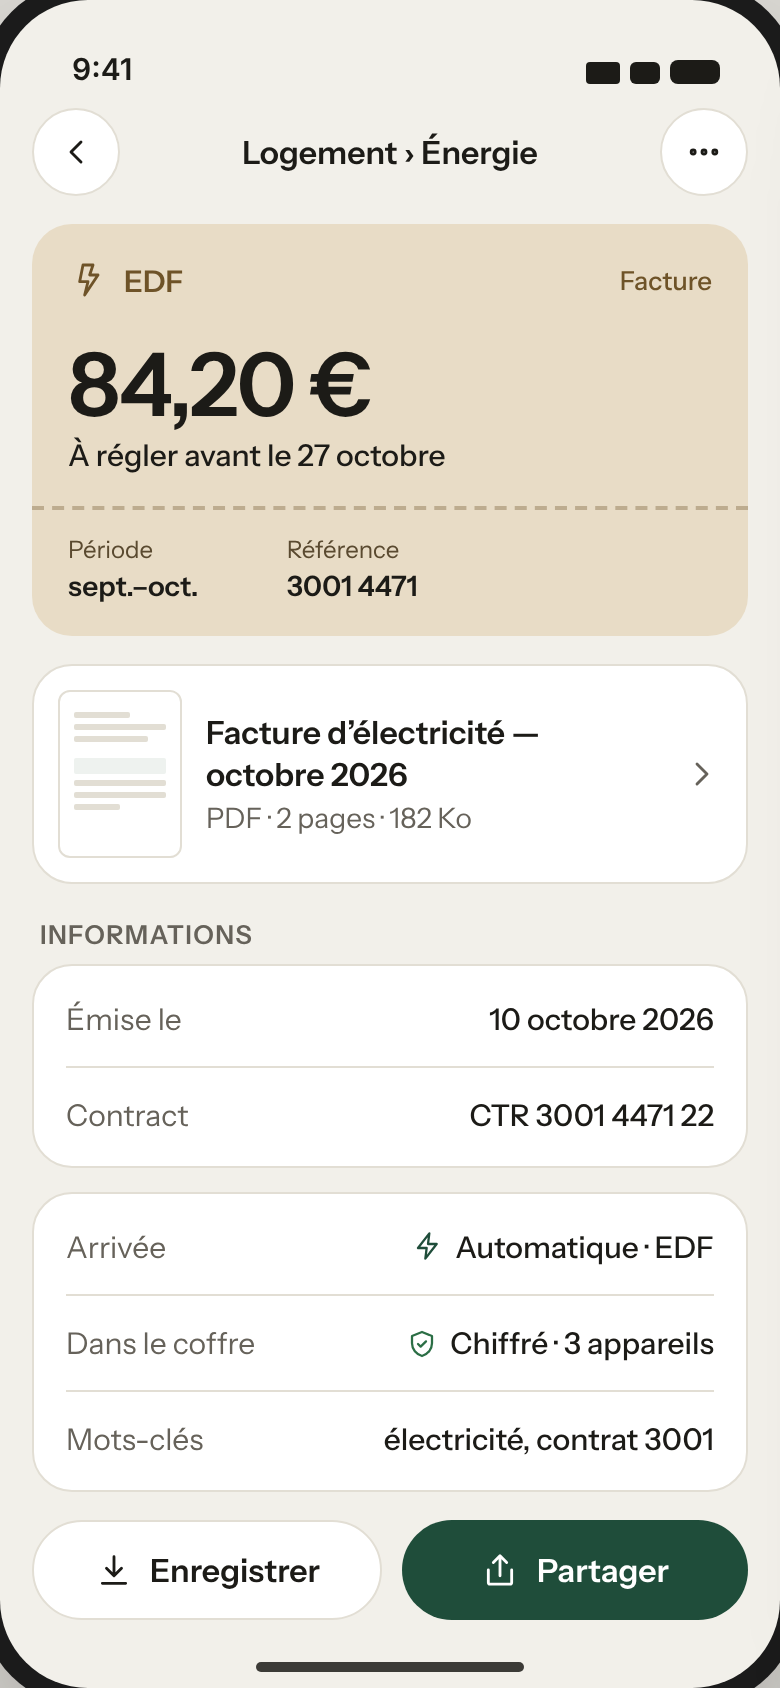 9:41
Logement › Énergie
EDF
Facture
84,20 €
À régler avant le 27 octobre
Période
Référence
sept.–oct.
3001 4471
Facture d’électricité —
octobre 2026
PDF · 2 pages · 182 Ko
INFORMATIONS
Émise le
10 octobre 2026
Contract
CTR 3001 4471 22
Arrivée
Automatique · EDF
Dans le coffre
Chiffré · 3 appareils
Mots-clés
électricité, contrat 3001
Enregistrer
Partager